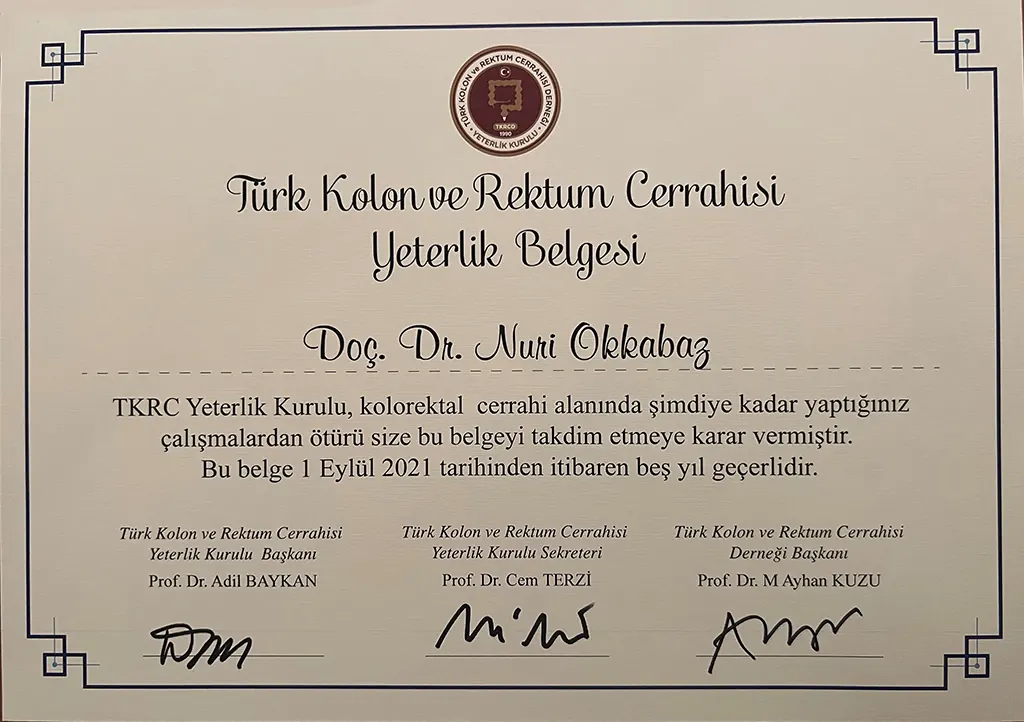 TÜRK KOLON ve REKTUM CERRAHİSİ DERNEĞİ
TKRCD
1990
• YETERLİK KURULU •
Türk Kolon ve Rektum Cerrahisi
Yeterlik Belgesi
Doç. Dr. Nuri Okkabaz
TKRC Yeterlik Kurulu, kolorektal cerrahi alanında şimdiye kadar yaptığınız
çalışmalardan ötürü size bu belgeyi takdim etmeye karar vermiştir.
Bu belge 1 Eylül 2021 tarihinden itibaren beş yıl geçerlidir.
Türk Kolon ve Rektum Cerrahisi
Yeterlik Kurulu Başkanı
Prof. Dr. Adil BAYKAN
Türk Kolon ve Rektum Cerrahisi
Yeterlik Kurulu Sekreteri
Prof. Dr. Cem TERZİ
Türk Kolon ve Rektum Cerrahisi
Derneği Başkanı
Prof. Dr. M Ayhan KUZU